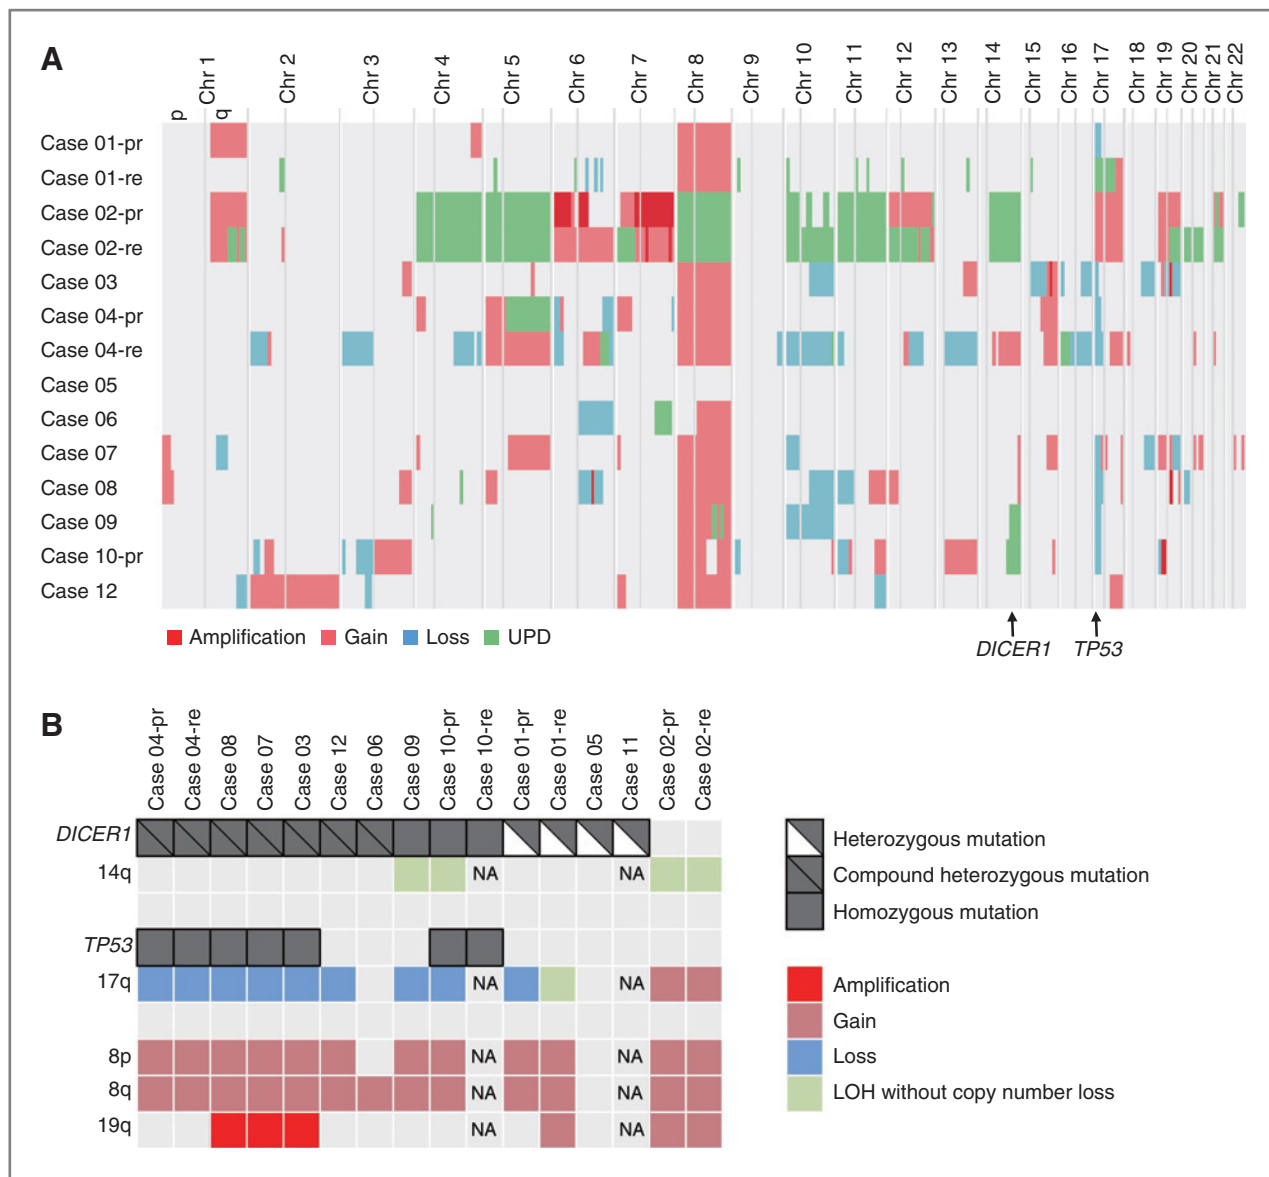 A
Chr 1
Chr 2
Chr 3
Chr 4
Chr 5
Chr 6
Chr 7
Chr 8
Chr 9
Chr 10
Chr 11
Chr 12
Chr 13
Chr 14
Chr 15
Chr 16
Chr 17
Chr 18
Chr 19
Chr 20
Chr 21
Chr 22
p
q
Case 01-pr
Case 01-re
Case 02-pr
Case 02-re
Case 03
Case 04-pr
Case 04-re
Case 05
Case 06
Case 07
Case 08
Case 09
Case 10-pr
Case 12
Amplification Gain Loss UPD
DICER1 TP53
B
Case 04-pr
Case 04-re
Case 08
Case 07
Case 03
Case 12
Case 06
Case 09
Case 10-pr
Case 10-re
Case 01-pr
Case 01-re
Case 05
Case 11
Case 02-pr
Case 02-re
DICER1
14q NA NA
TP53
17q NA NA
8p NA NA
8q NA NA
19q NA NA
Heterozygous mutation
Compound heterozygous mutation
Homozygous mutation
Amplification
Gain
Loss
LOH without copy number loss